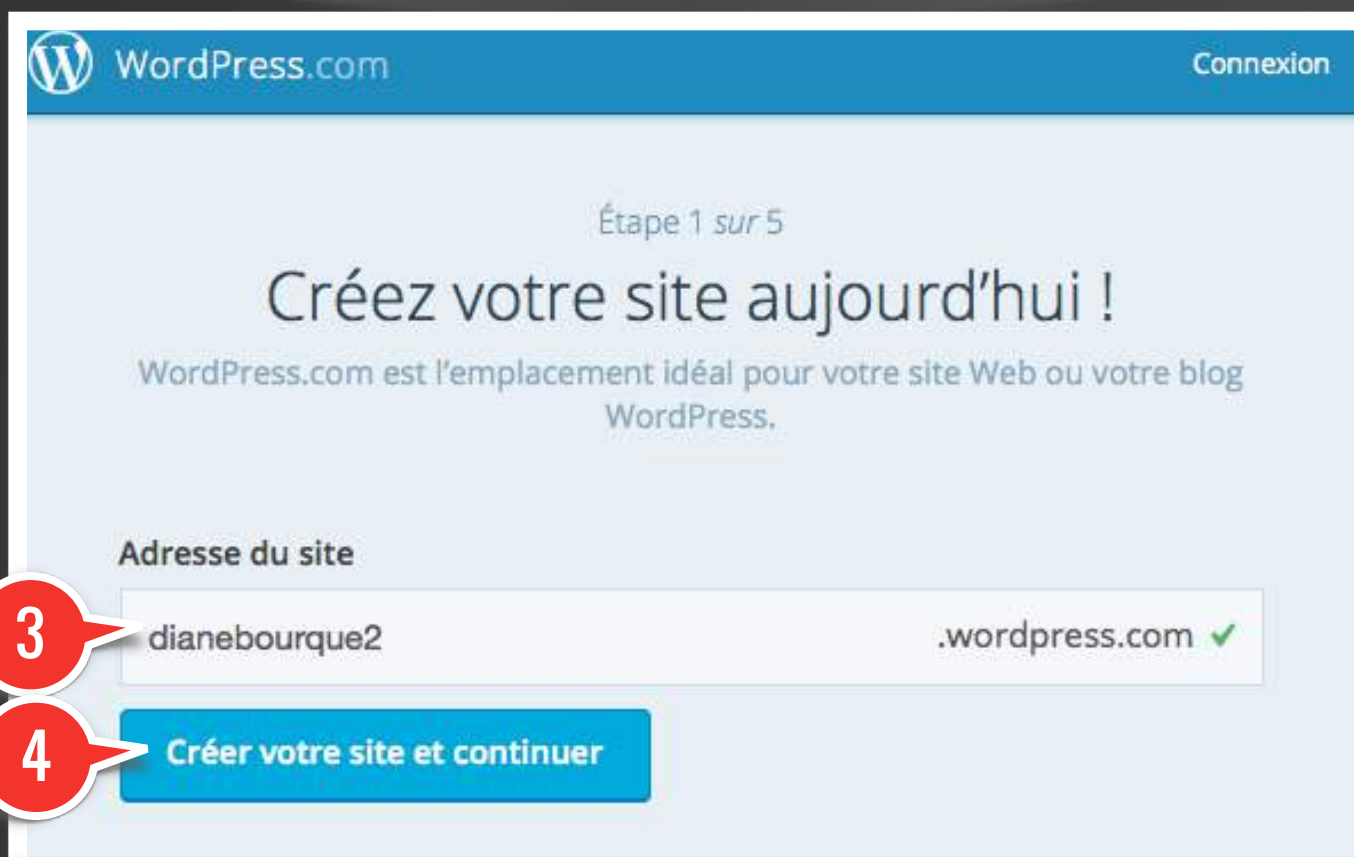 WordPress.com
Connexion
Étape 1 sur 5
Créez votre site aujourd'hui !
WordPress.com est l'emplacement idéal pour votre site Web ou votre blog
WordPress.
Adresse du site
3
dianebourque2 .wordpress.com
4
Créer votre site et continuer